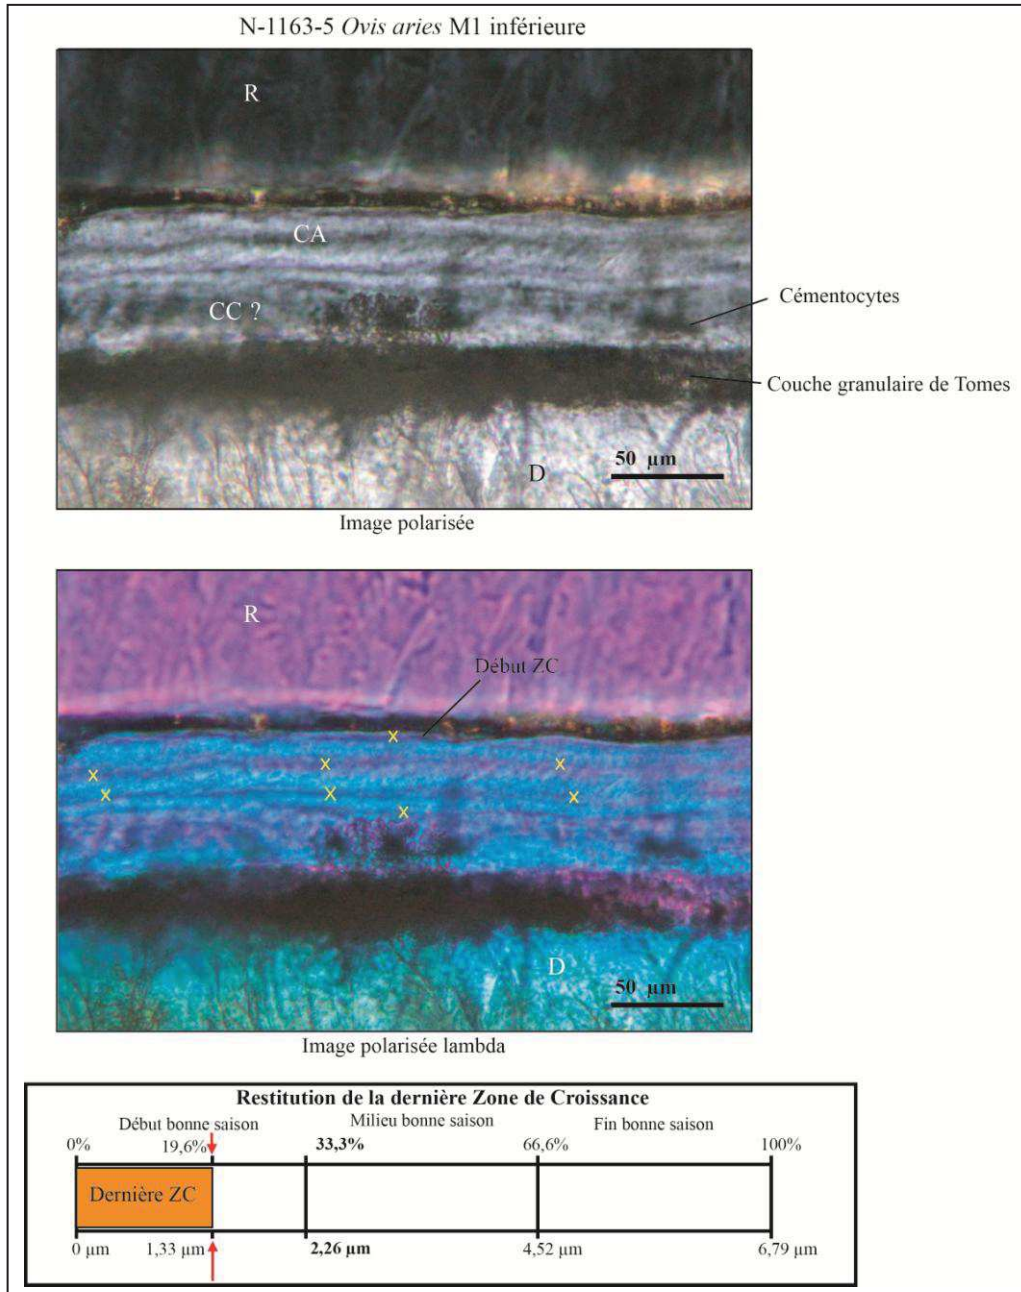 N-1163-5 Ovis aries M1 inférieure
R
CA
CC ?
Cémentocytes
Couche granulaire de Tomes
50 µm
D
Image polarisée
R
Début ZC
x
x
x
x
x
x
x
x
D
50 µm
Image polarisée lambda
Restitution de la dernière Zone de Croissance
Début bonne saison Milieu bonne saison Fin bonne saison
0% 19,6% 33,3% 66,6% 100%
Dernière ZC
0 µm 1,33 µm 2,26 µm 4,52 µm 6,79 µm